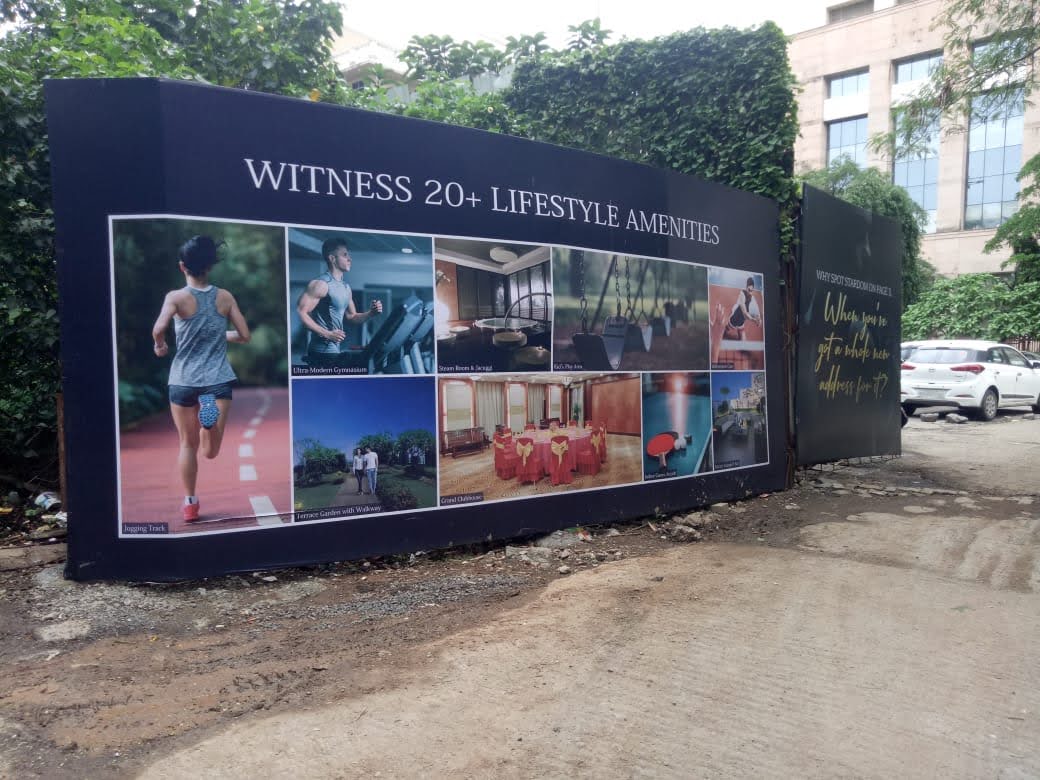 WITNESS 20+ LIFESTYLE AMENITIES
Jogging Track
Ultra Modern Gymnasium
Steam Room & Jacuzzi
Kid's Play Area
Terrace Garden with Walkway
Grand Clubhouse
Indoor Games Room
WHY SPOT STARDOM ON PAGE 3,
When you've
got a whole new
address for it?